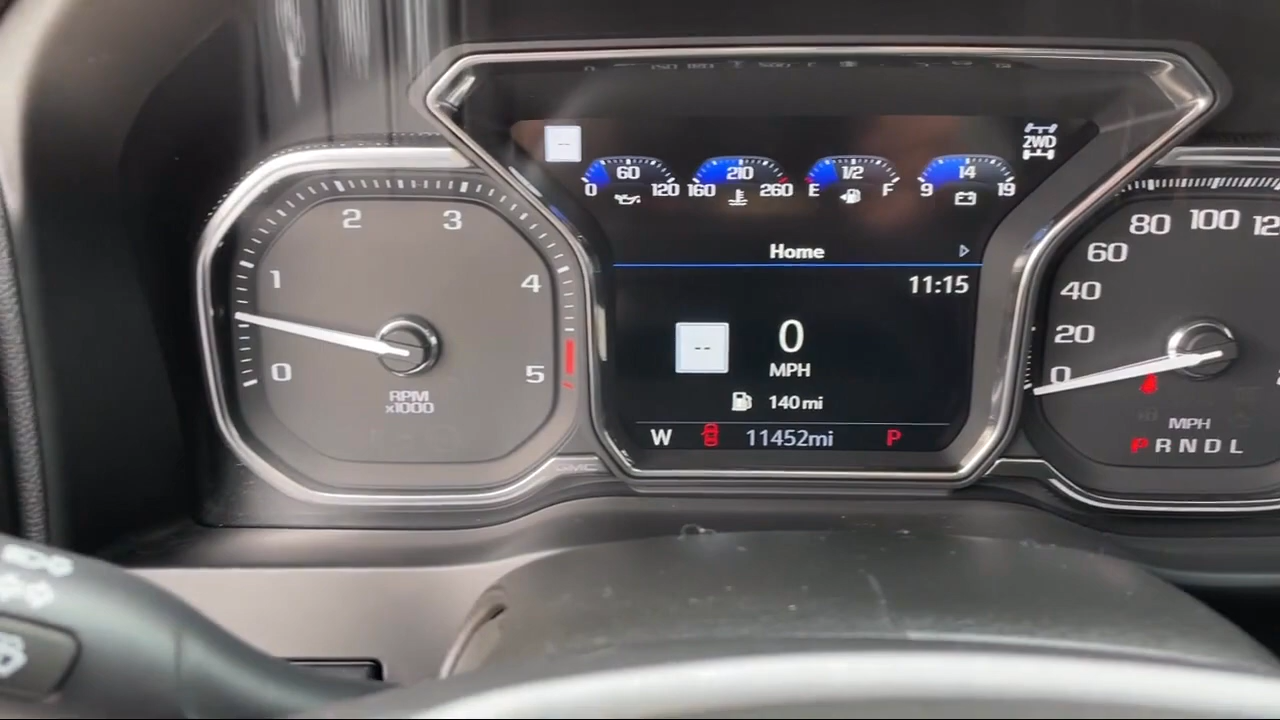 --
2WD
60
0 120
210
160 260
1/2
E F
14
9 19
Home
11:15
--
0
MPH
140 mi
W 11452mi P
0 1 2 3 4 5
RPM
x1000
GMC
0 20 40 60 80 100
MPH
PRNDL